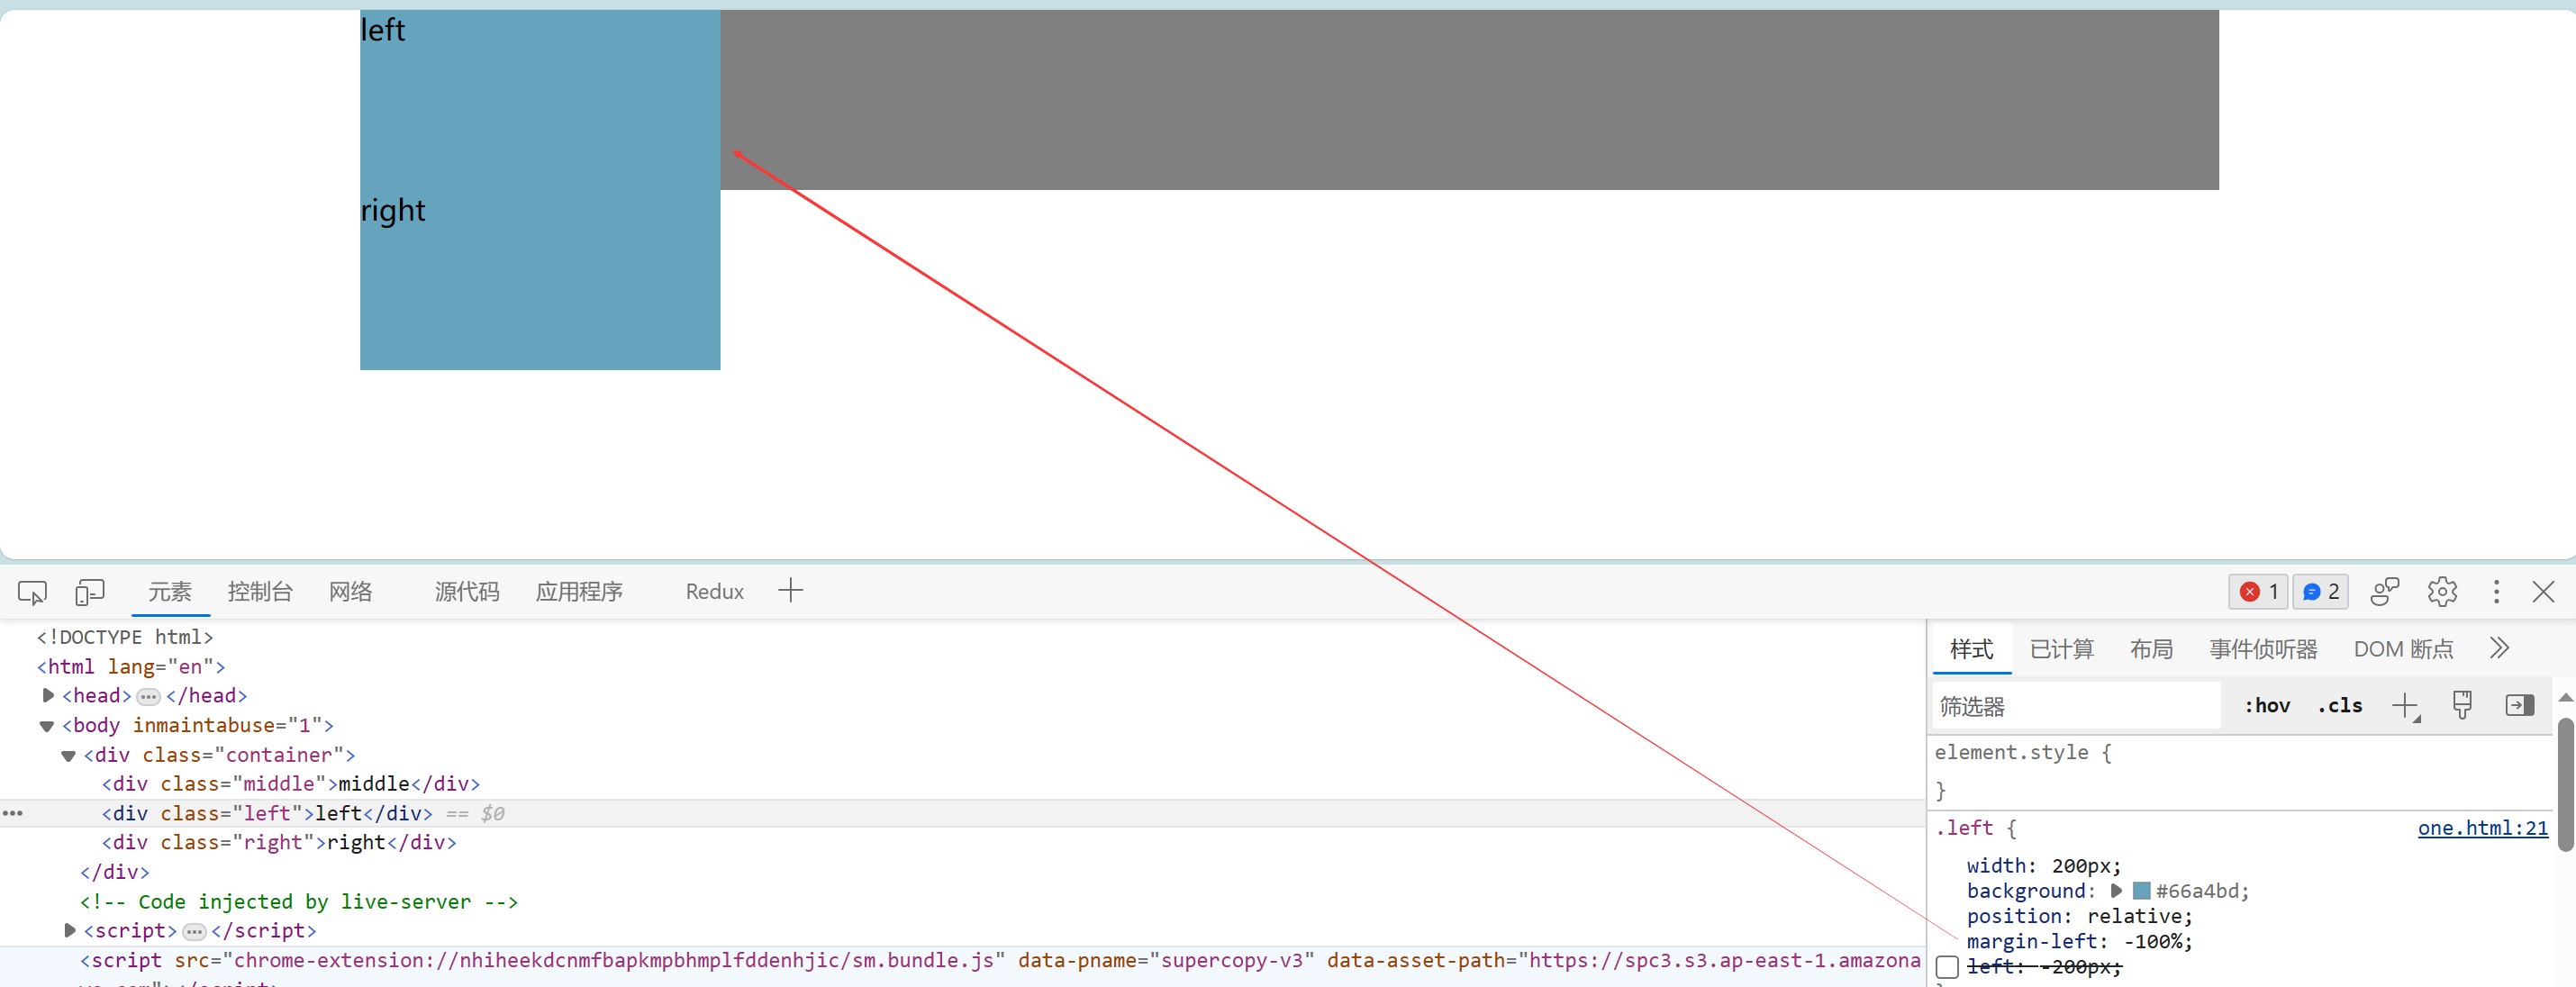 left
right
元素 控制台 网络 源代码 应用程序 Redux 1 2
<!DOCTYPE html>
<html lang="en">
<head> ••• </head>
<body inmaintabuse="1">
<div class="container">
<div class="middle">middle</div>
<div class="left">left</div> == $0
<div class="right">right</div>
</div>
<!-- Code injected by live-server -->
<script> ••• </script>
<script src="chrome-extension://nhiheekdcnmfbapkmpbhmplfddenhjic/sm.bundle.js" data-pname="supercopy-v3" data-asset-path="https://spc3.s3.ap-east-1.amazona
样式 已计算 布局 事件侦听器 DOM 断点
筛选器 :hov .cls
element.style {
}
.left { one.html:21
width: 200px;
background: #66a4bd;
position: relative;
margin-left: -100%;
left: -200px;